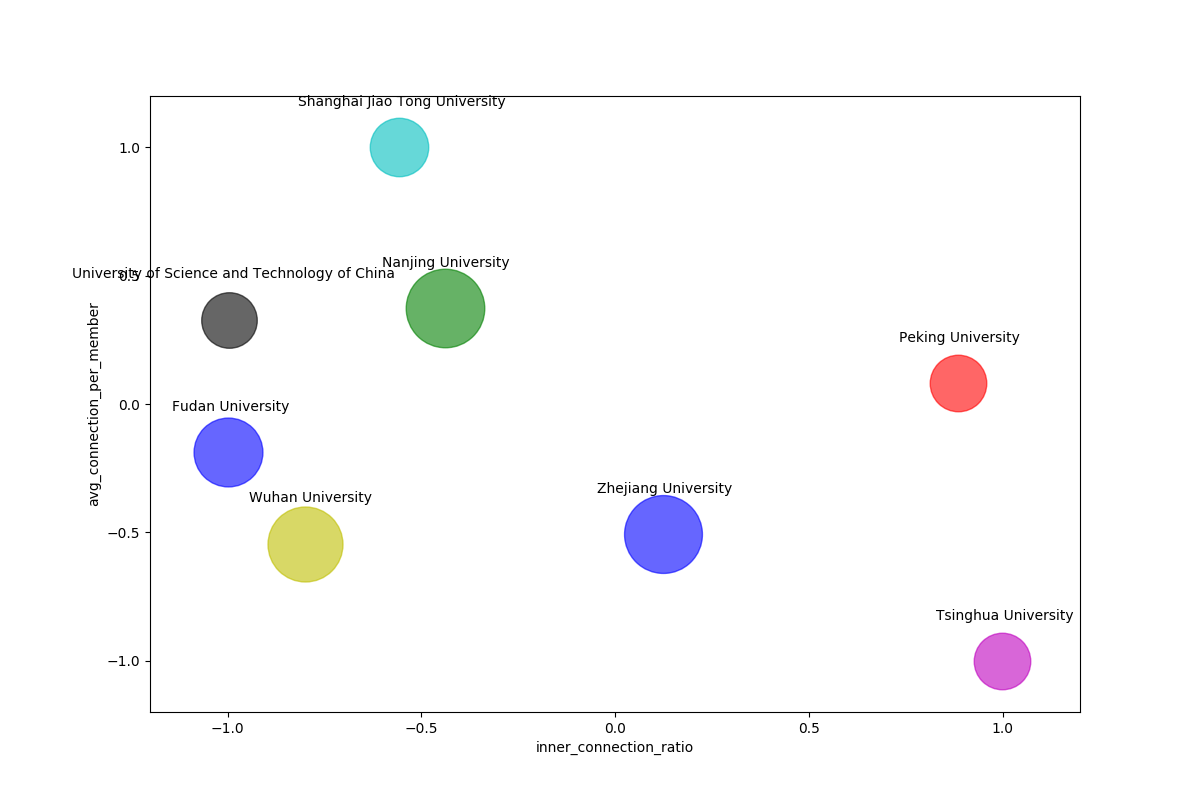 Shanghai Jiao Tong University
1.0
Nanjing University
University of Science and Technology of China
0.5
Peking University
avg_connection_per_member
0.0
Fudan University
Zhejiang University
Wuhan University
−0.5
Tsinghua University
−1.0
−1.0
−0.5
0.0
0.5
1.0
inner_connection_ratio